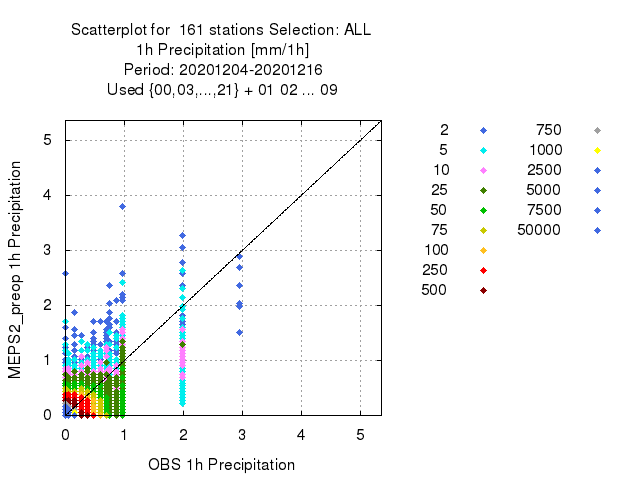 Scatterplot for  161 stations Selection: ALL
1h Precipitation [mm/1h]
Period: 20201204-20201216
Used {00,03,...,21} + 01 02 ... 09
MEPS2_preop 1h Precipitation
5
4
3
2
1
0
0 1 2 3 4 5
OBS 1h Precipitation
2 750
5 1000
10 2500
25 5000
50 7500
75 50000
100
250
500